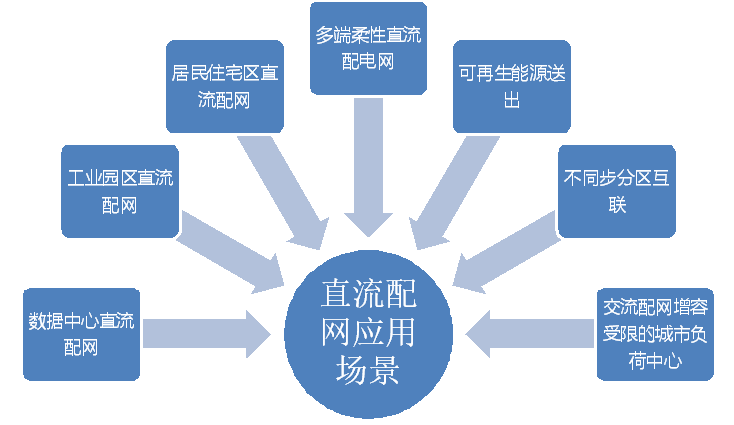 多端柔性直流
配电网
居民住宅区直
流配网
可再生能源送
出
工业园区直流
配网
不同步分区互
联
数据中心直流
配网
直流配
网应用
场景
交流配网增容
受限的城市负
荷中心